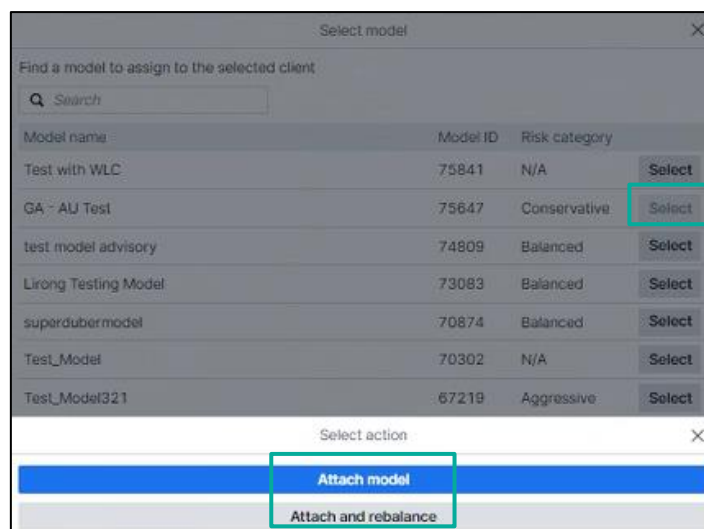 Select model
Find a model to assign to the selected client
Search
Model name Model ID Risk category
Test with WLC 75841 N/A Select
GA - AU Test 75647 Conservative Select
test model advisory 74809 Balanced Select
Lirong Testing Model 73083 Balanced Select
superdubermodel 70874 Balanced Select
Test_Model 70302 N/A Select
Test_Model321 67219 Aggressive Select
Select action
Attach model
Attach and rebalance